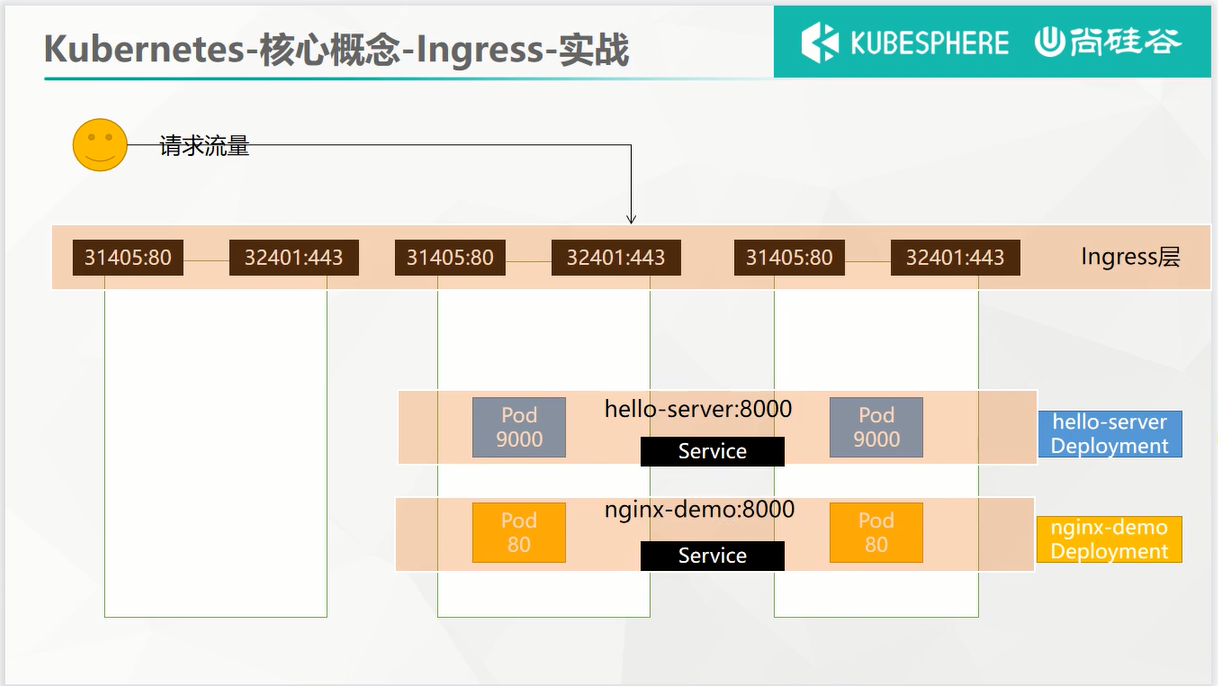 Kubernetes-核心概念-Ingress-实战
KUBESPHERE
尚硅谷
请求流量
31405:80
32401:443
31405:80
32401:443
31405:80
32401:443
Ingress层
Pod
9000
hello-server:8000
Service
Pod
9000
hello-server
Deployment
Pod
80
nginx-demo:8000
Service
Pod
80
nginx-demo
Deployment